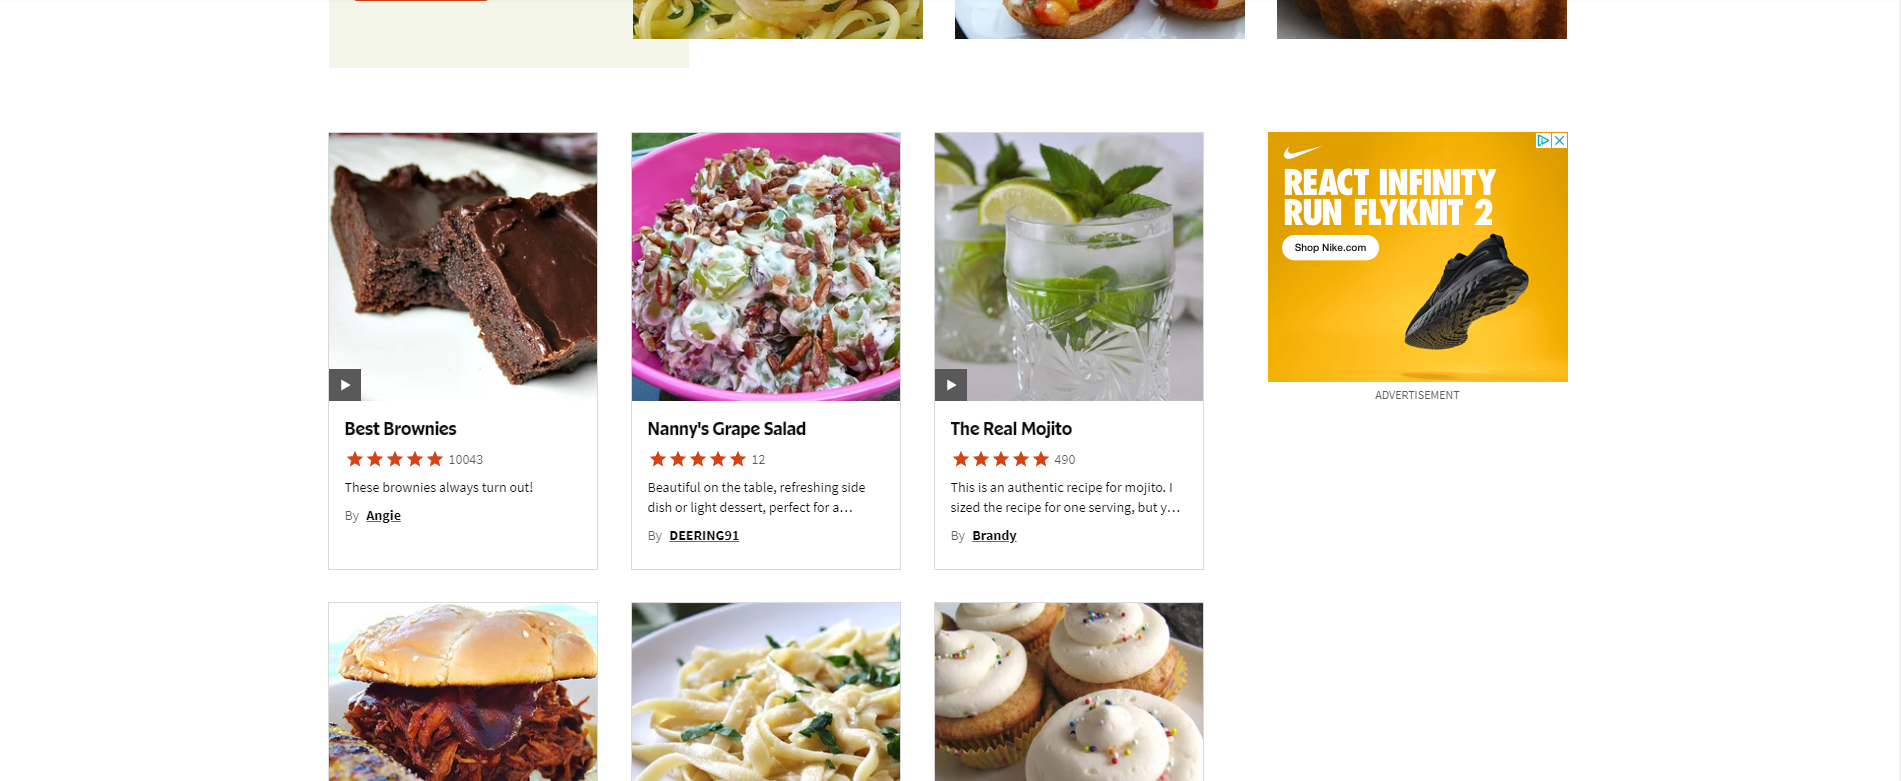 Best Brownies
10043
These brownies always turn out!
By Angie
Nanny's Grape Salad
12
Beautiful on the table, refreshing side
dish or light dessert, perfect for a…
By DEERING91
The Real Mojito
490
This is an authentic recipe for mojito. I
sized the recipe for one serving, but y…
By Brandy
REACT INFINITY
RUN FLYKNIT 2
Shop Nike.com
ADVERTISEMENT